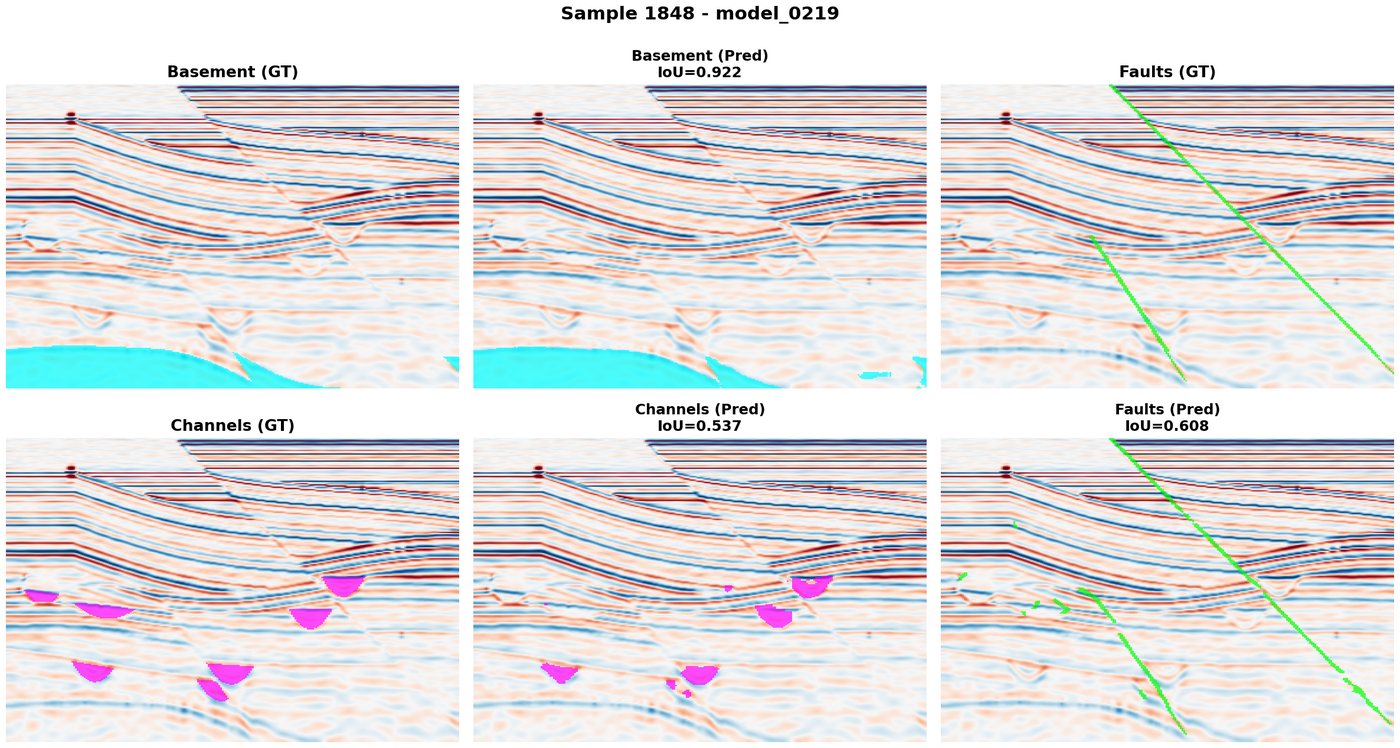 Sample 1848 - model_0219
Basement (GT)
Basement (Pred)
IoU=0.922
Faults (GT)
Channels (GT)
Channels (Pred)
IoU=0.537
Faults (Pred)
IoU=0.608